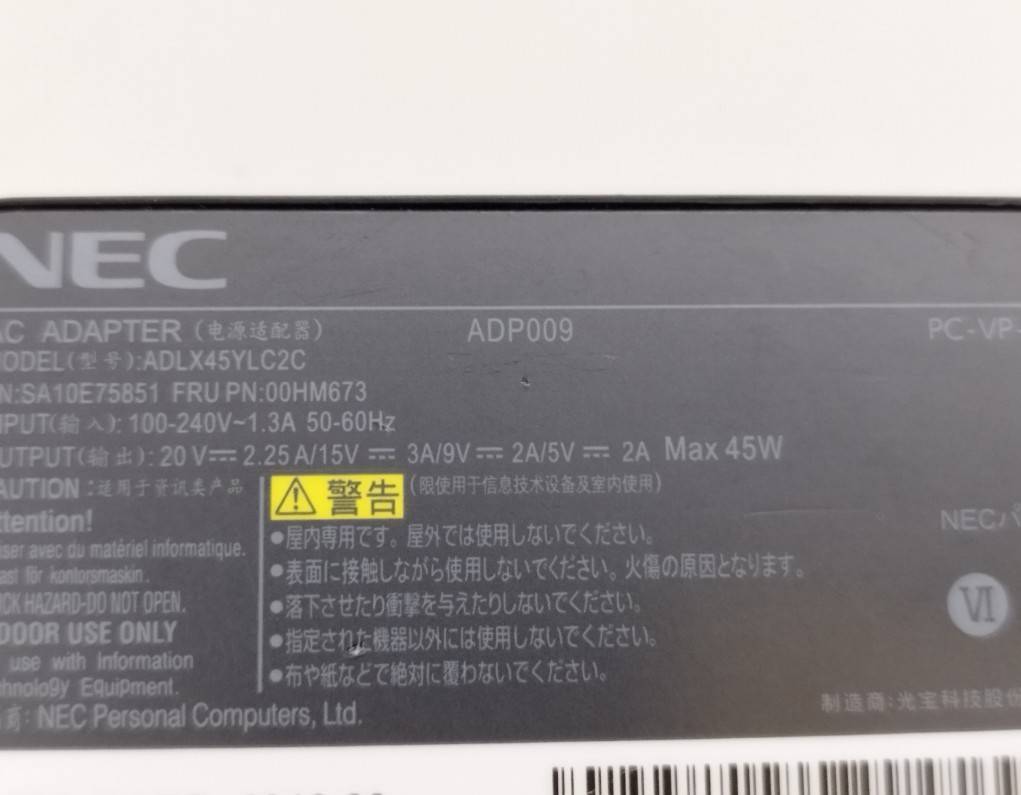 NEC
AC ADAPTER (电源适配器) ADP009 PC-VP-
MODEL(型号):ADLX45YLC2C
N:SA10E75851 FRU PN:00HM673
NPUT(输入): 100-240V~1.3A 50-60Hz
UTPUT(输出): 20 V⎓ 2.25 A/15V ⎓ 3A/9V ⎓ 2A/5V ⎓ 2A Max 45W
AUTION :适用于资讯类产品
⚠ 警告 (限使用于信息技术设备及室内使用)
ttention!
iser avec du matériel informatique.
ast för kontorsmaskin.
CK HAZARD-DO NOT OPEN.
DOOR USE ONLY
use with Information
chnology Equipment.
●屋内専用です。屋外では使用しないでください。
●表面に接触しながら使用しないでください。火傷の原因となります。
●落下させたり衝撃を与えたりしないでください。
●指定された機器以外には使用しないでください。
●布や紙などで絶対に覆わないでください。
NECパ
VI
商: NEC Personal Computers, Ltd.
制造商:光宝科技股份